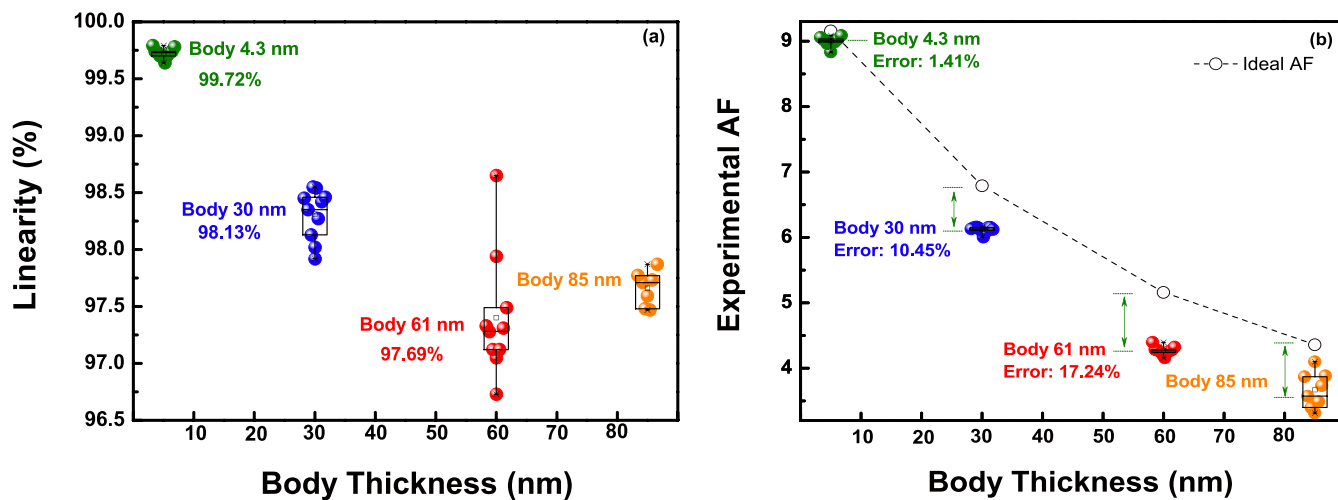 (a)
100.0
99.5
99.0
98.5
98.0
97.5
97.0
96.5
Linearity (%)
Body 4.3 nm
99.72%
Body 30 nm
98.13%
Body 61 nm
97.69%
Body 85 nm
10 20 30 40 50 60 70 80
Body Thickness (nm)
(b)
9
8
7
6
5
4
Experimental AF
Body 4.3 nm
Error: 1.41%
Ideal AF
Body 30 nm
Error: 10.45%
Body 61 nm
Error: 17.24%
Body 85 nm
10 20 30 40 50 60 70 80
Body Thickness (nm)